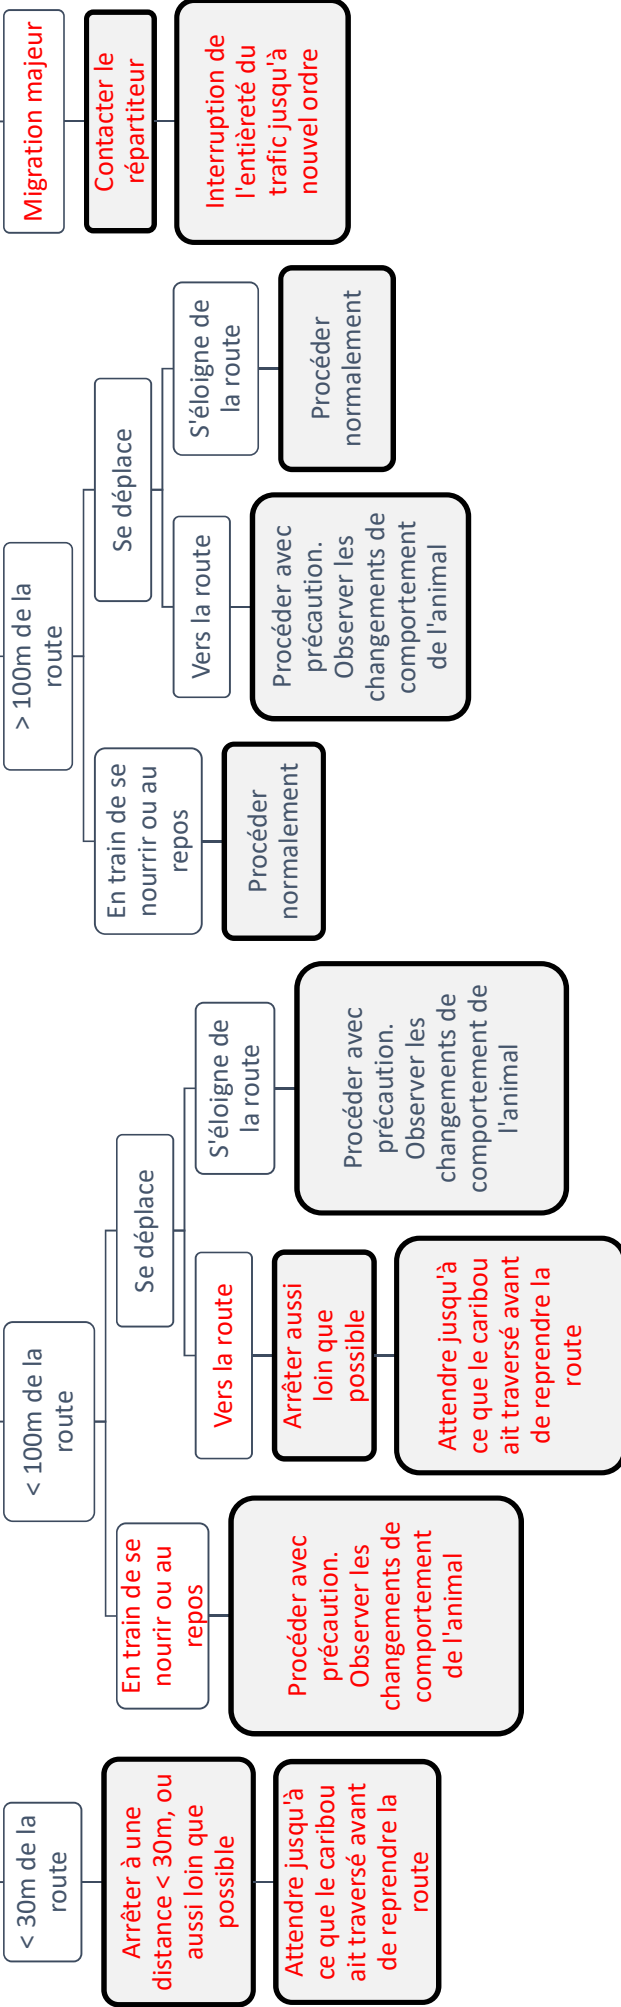 < 30m de la
route
Arrêter à une
distance < 30m, ou
aussi loin que
possible
Attendre jusqu'à
ce que le caribou
ait traversé avant
de reprendre la
route
< 100m de la
route
En train de se
nourir ou au
repos
Procéder avec
précaution.
Observer les
changements de
comportement
de l'animal
Se déplace
Vers la route
Arrêter aussi
loin que
possible
Attendre jusqu'à
ce que le caribou
ait traversé avant
de reprendre la
route
S'éloigne de
la route
Procéder avec
précaution.
Observer les
changements de
comportement de
l'animal
> 100m de la
route
En train de se
nourrir ou au
repos
Procéder
normalement
Se déplace
Vers la route
Procéder avec
précaution.
Observer les
changements de
comportement
de l'animal
S'éloigne de
la route
Procéder
normalement
Migration majeur
Contacter le
répartiteur
Interruption de
l'entièreté du
trafic jusqu'à
nouvel ordre